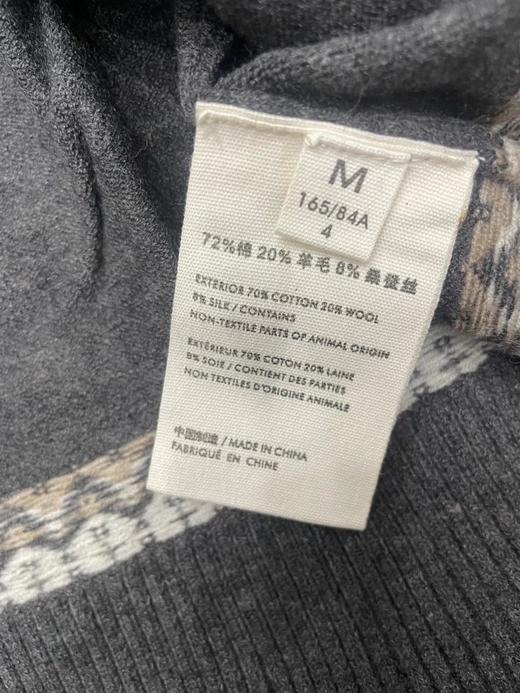 M
165/84A
4
72%棉 20% 羊毛 8% 桑蚕丝
EXTERIOR 70% COTTON 20% WOOL
8% SILK / CONTAINS
NON-TEXTILE PARTS OF ANIMAL ORIGIN
EXTÉRIEUR 70% COTON 20% LAINE
8% SOIE / CONTIENT DES PARTIES
NON TEXTILES D'ORIGINE ANIMALE
中国制造 / MADE IN CHINA
FABRIQUÉ EN CHINE